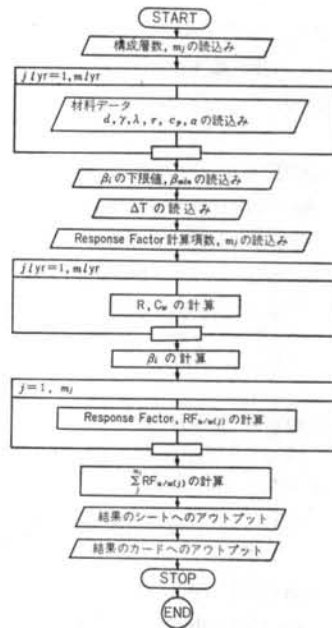 START
構成層数, mjの読込み
jlyr=1, mlyr
材料データ
d, γ, λ, r, cp, αの読込み
βiの下限値, βminの読込み
ΔTの読込み
Response Factor計算項数, mjの読込み
jlyr=1, mlyr
R, Cwの計算
βiの計算
j=1, mj
Response Factor, RFu/w(j)の計算
ΣRFu/w(j)の計算
結果のシートへのアウトプット
結果のカードへのアウトプット
STOP
END